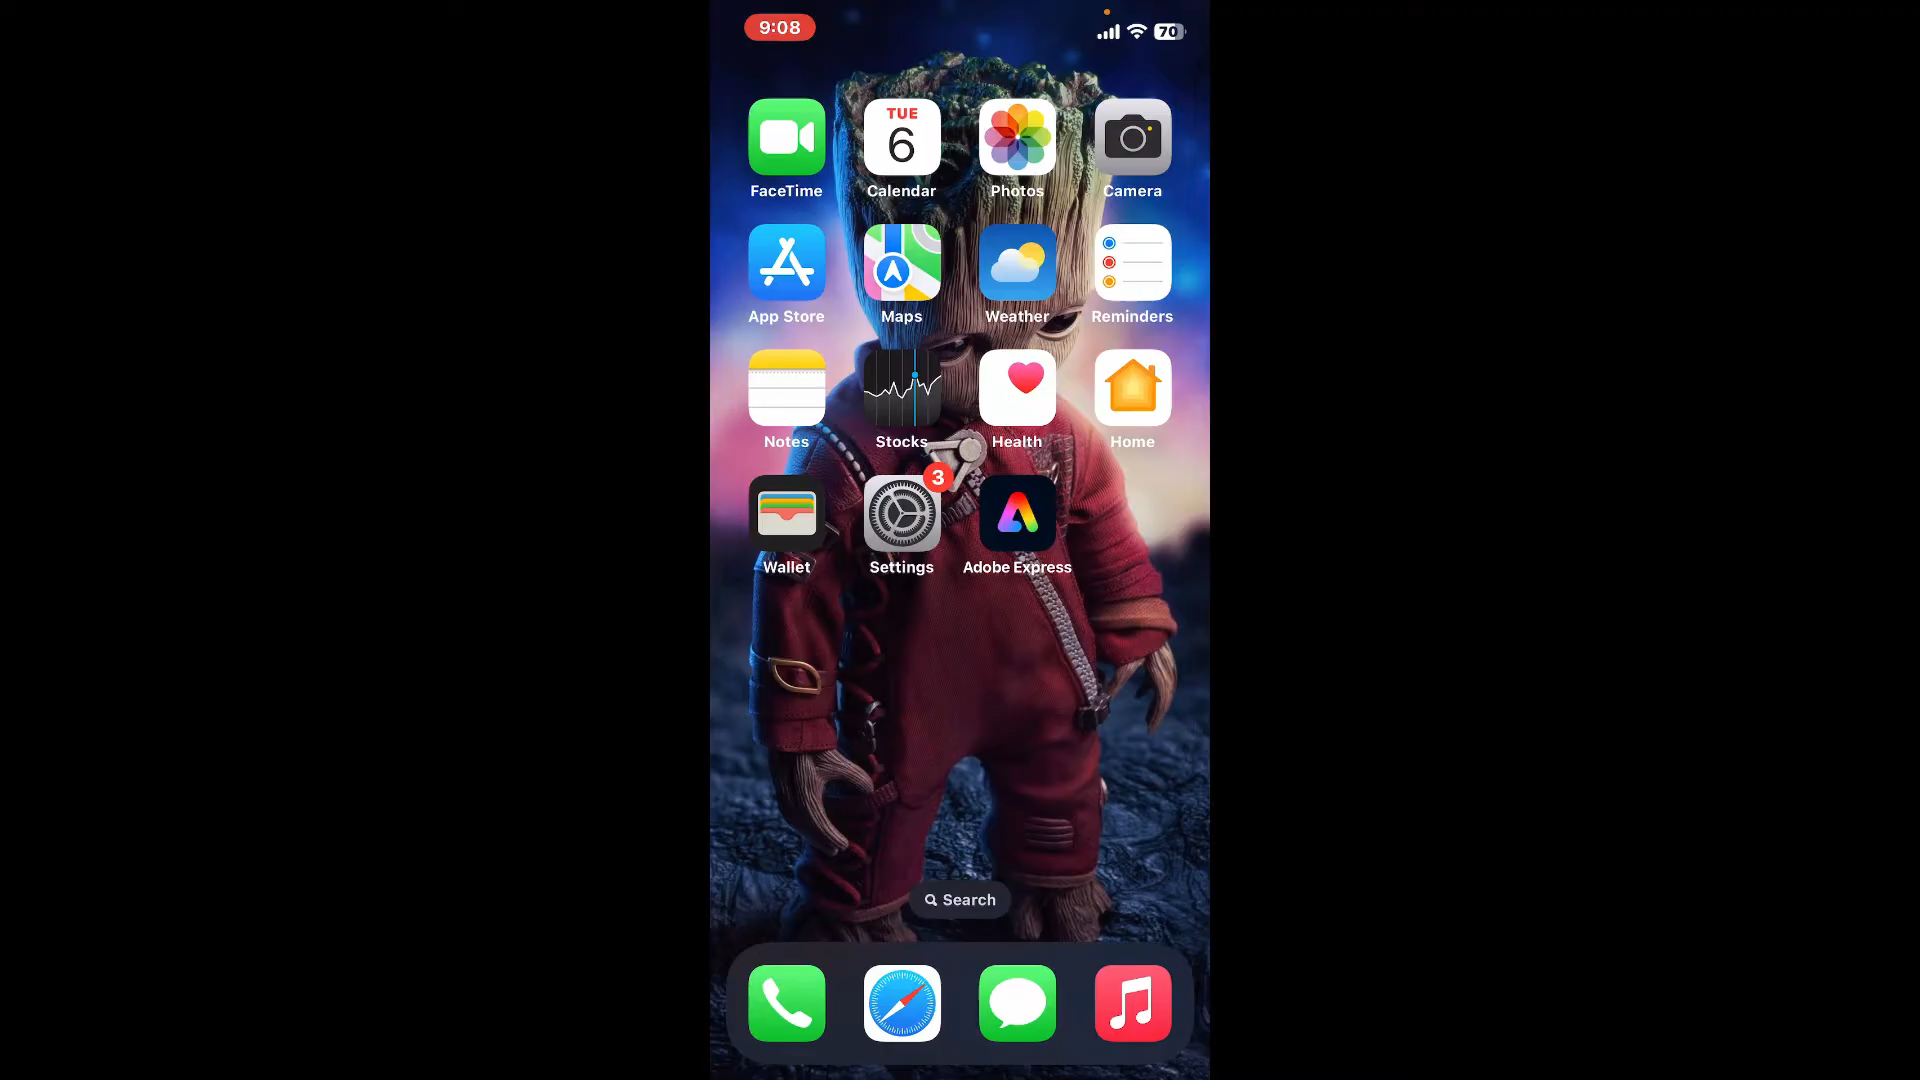 9:08
70
TUE
6
FaceTime Calendar Photos Camera
App Store Maps Weather Reminders
Notes Stocks Health Home
3
Wallet Settings Adobe Express
Search